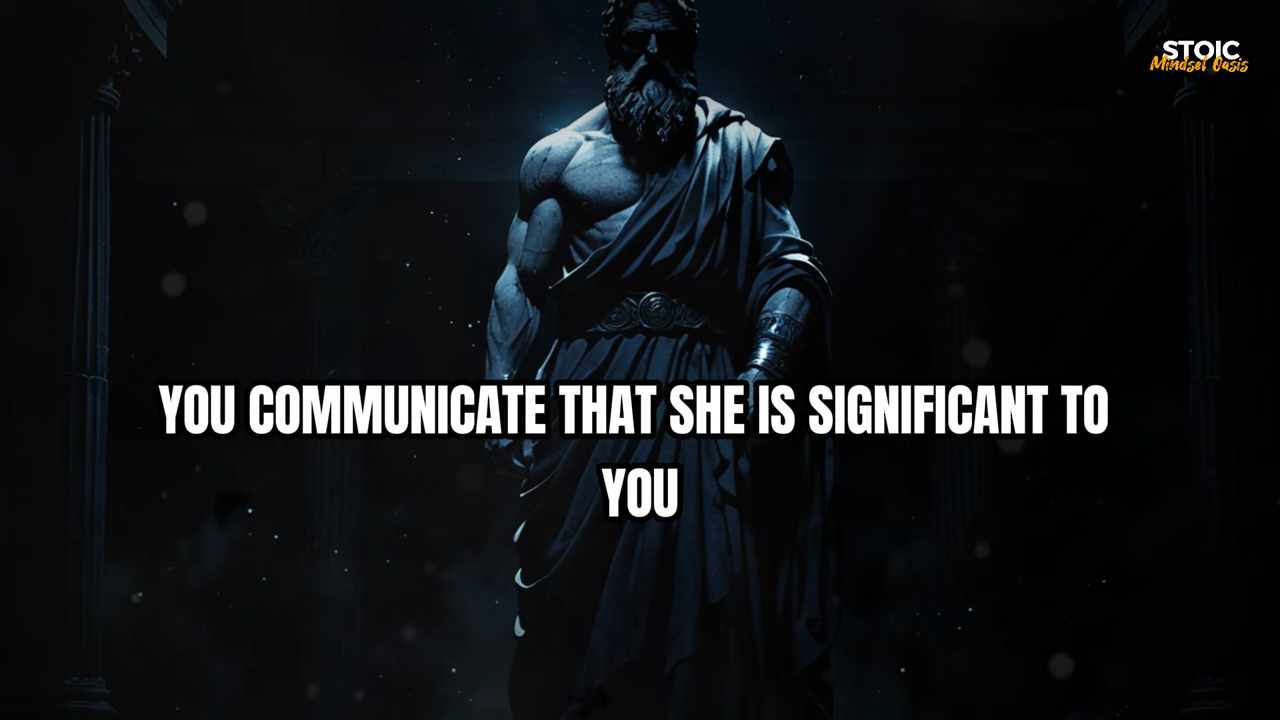 STOIC
Mindset Oasis
YOU COMMUNICATE THAT SHE IS SIGNIFICANT TO
YOU